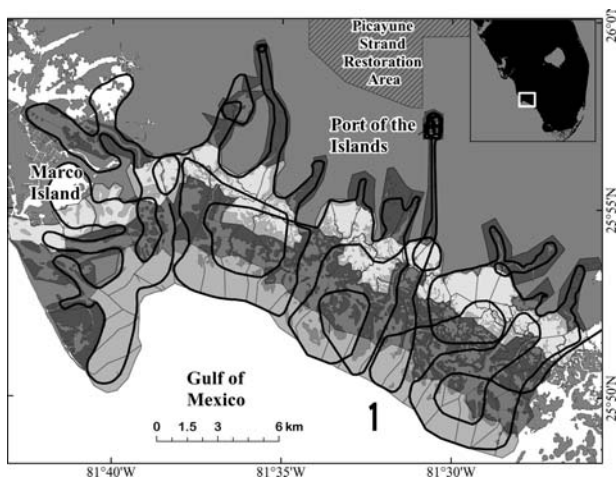 26°0'N
Picayune
Strand
Restoration
Area
Port of the
Islands
Marco
Island
25°55'N
Gulf of
Mexico
25°50'N
1
0 1.5 3 6 km
81°40'W
81°35'W
81°30'W